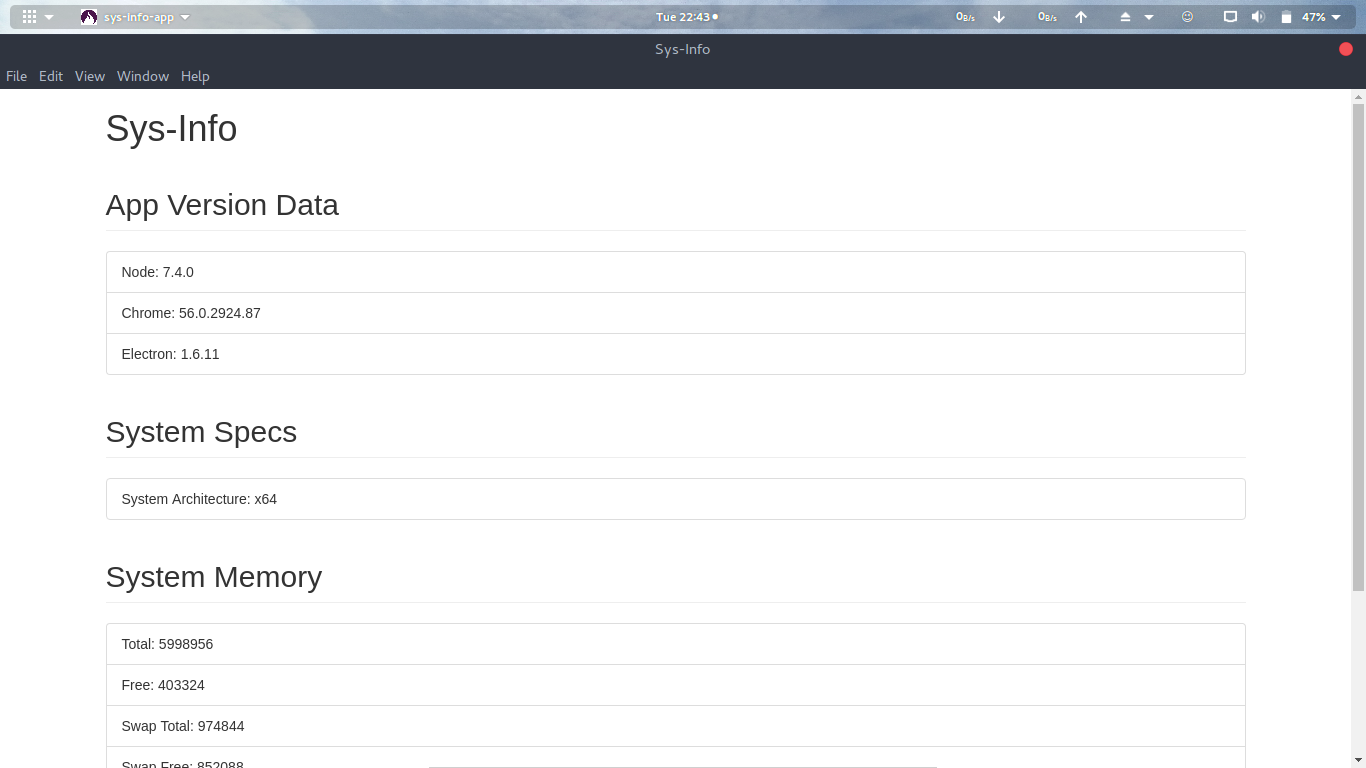 sys-info-app
Tue 22:43
0B/s
0B/s
47%
Sys-Info
File Edit View Window Help
Sys-Info
App Version Data
Node: 7.4.0
Chrome: 56.0.2924.87
Electron: 1.6.11
System Specs
System Architecture: x64
System Memory
Total: 5998956
Free: 403324
Swap Total: 974844
Swap Free: 852088